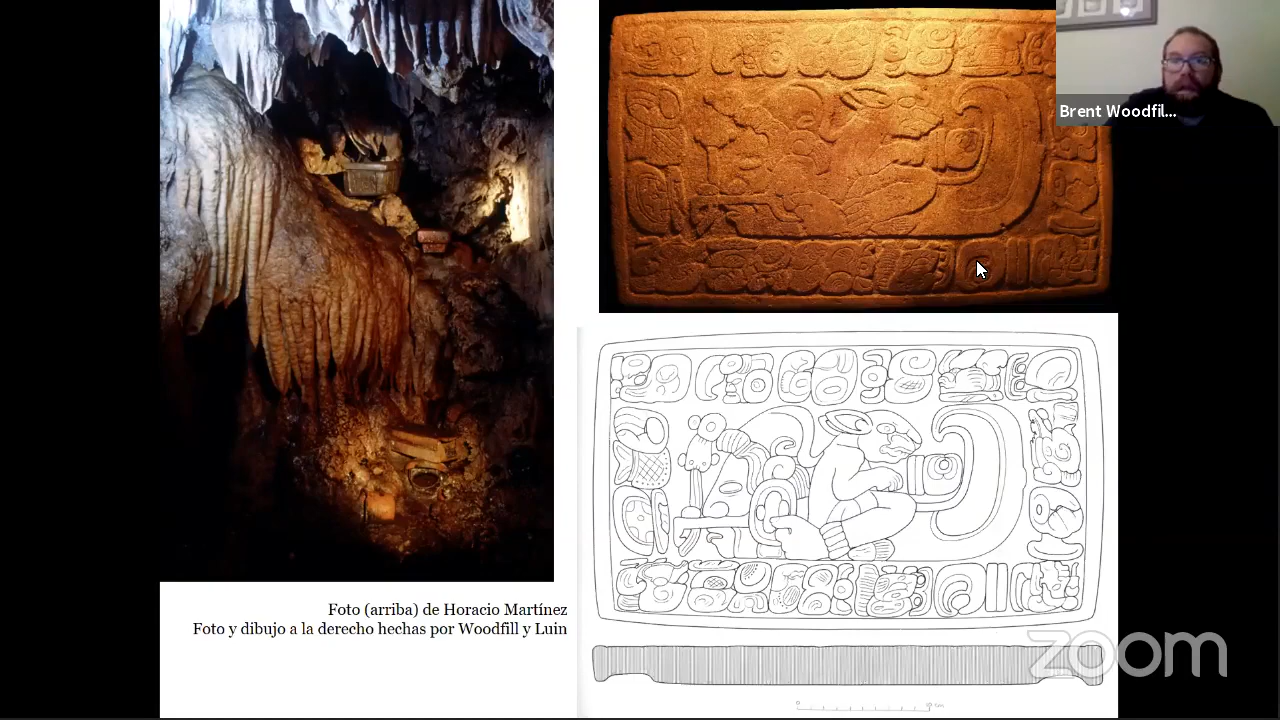 Brent Woodfil...
Foto (arriba) de Horacio Martínez
Foto y dibujo a la derecho hechas por Woodfill y Luin
zoom